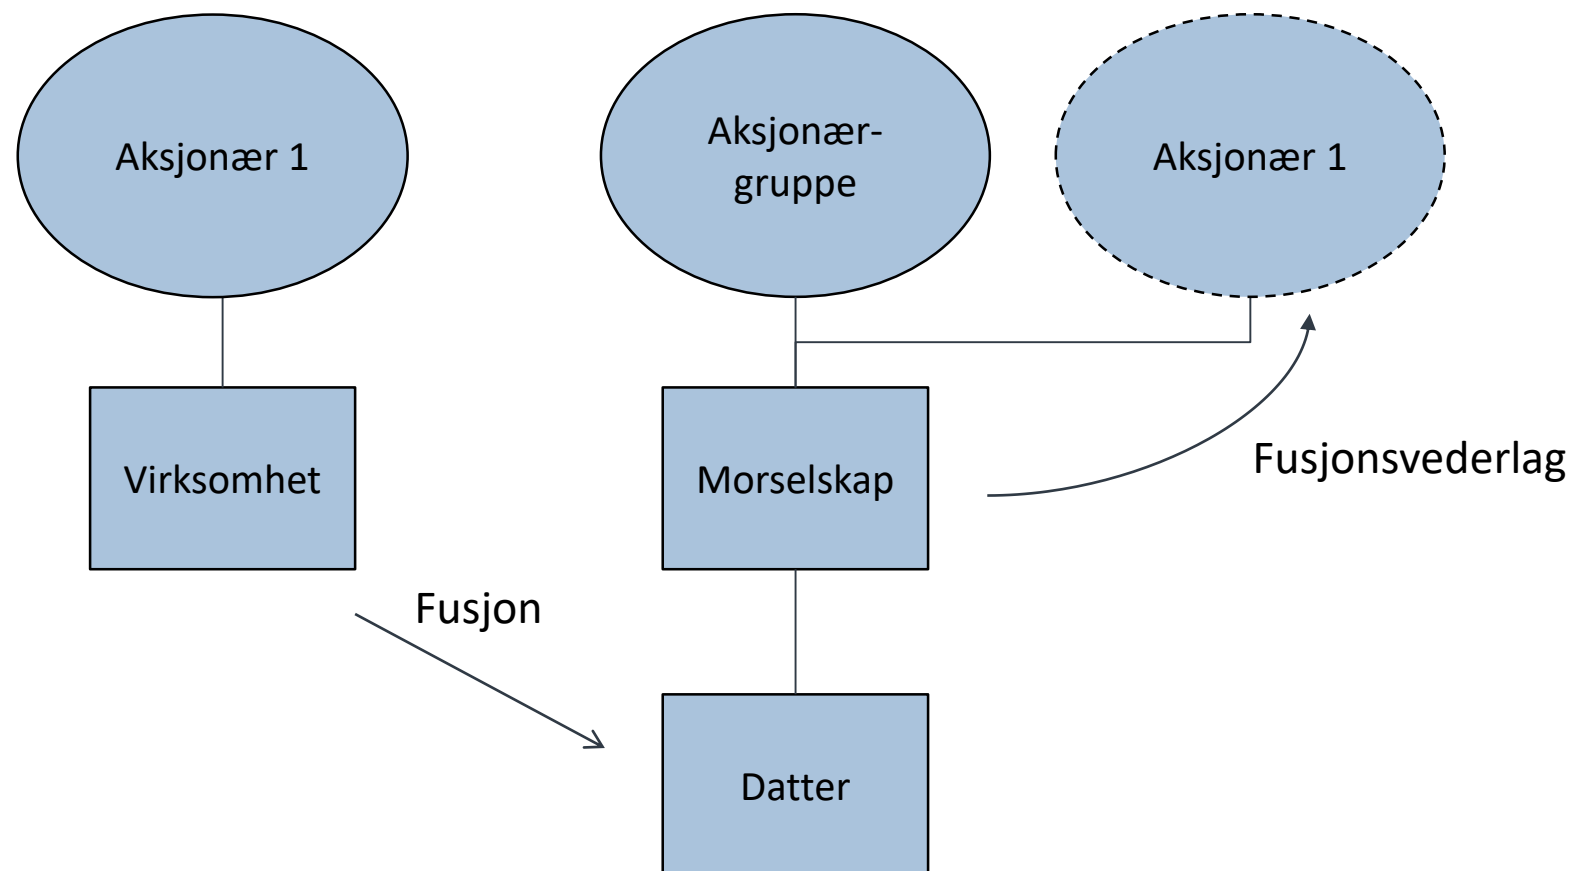 Aksjonær 1
Aksjonær-
gruppe
Aksjonær 1
Virksomhet
Morselskap
Fusjonsvederlag
Fusjon
Datter